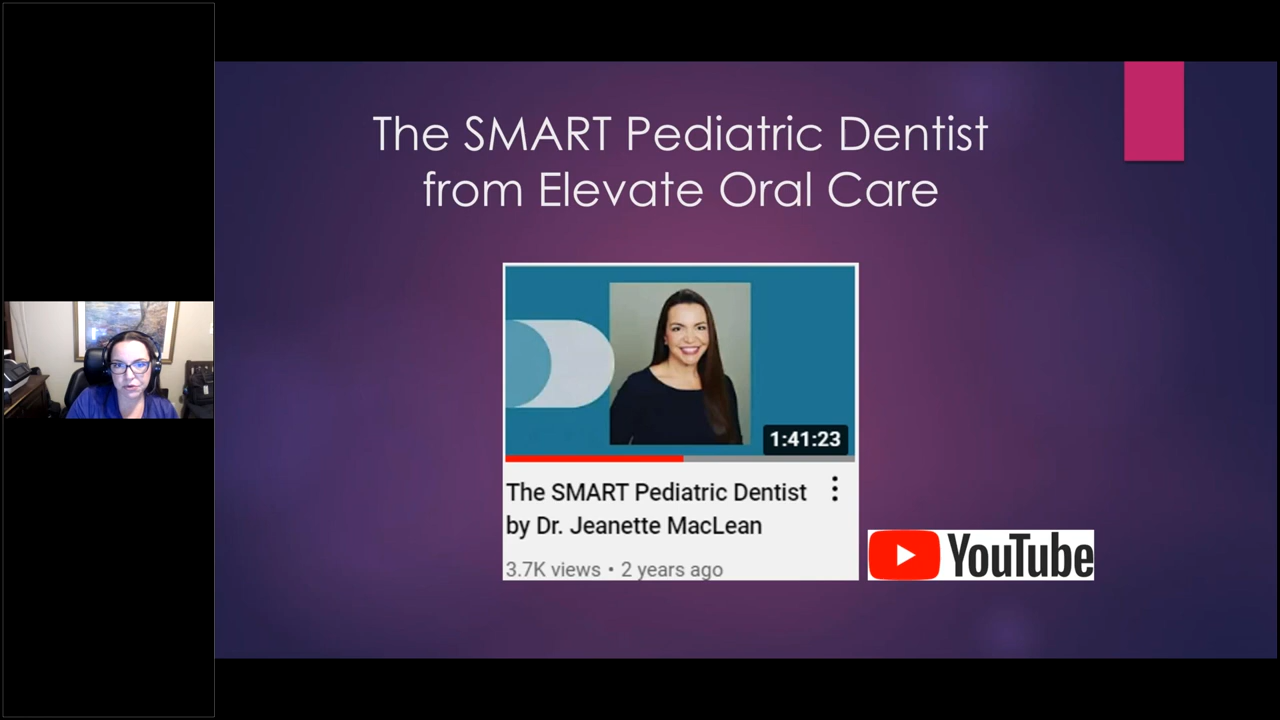 The SMART Pediatric Dentist
from Elevate Oral Care
1:41:23
The SMART Pediatric Dentist
by Dr. Jeanette MacLean
3.7K views • 2 years ago
YouTube